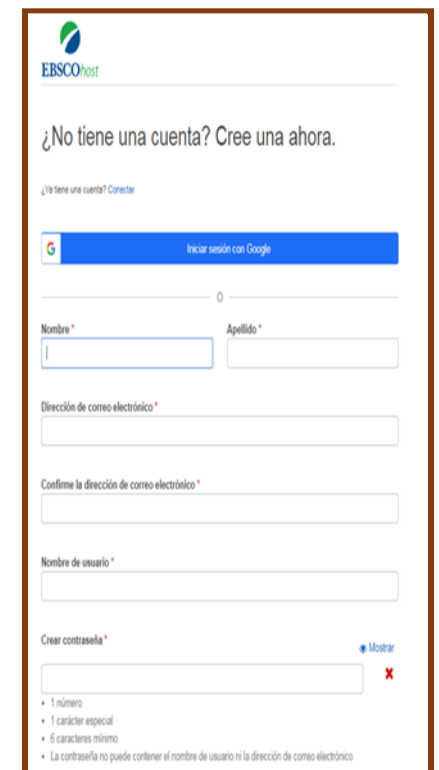 EBSCOhost
¿No tiene una cuenta? Cree una ahora.
¿Ya tiene una cuenta? Conectar
G Iniciar sesión con Google
O
Nombre * Apellido *
Dirección de correo electrónico *
Confirme la dirección de correo electrónico *
Nombre de usuario *
Crear contraseña *
Mostrar
• 1 número
• 1 carácter especial
• 6 caracteres mínimo
• La contraseña no puede contener el nombre de usuario ni la dirección de correo electrónico